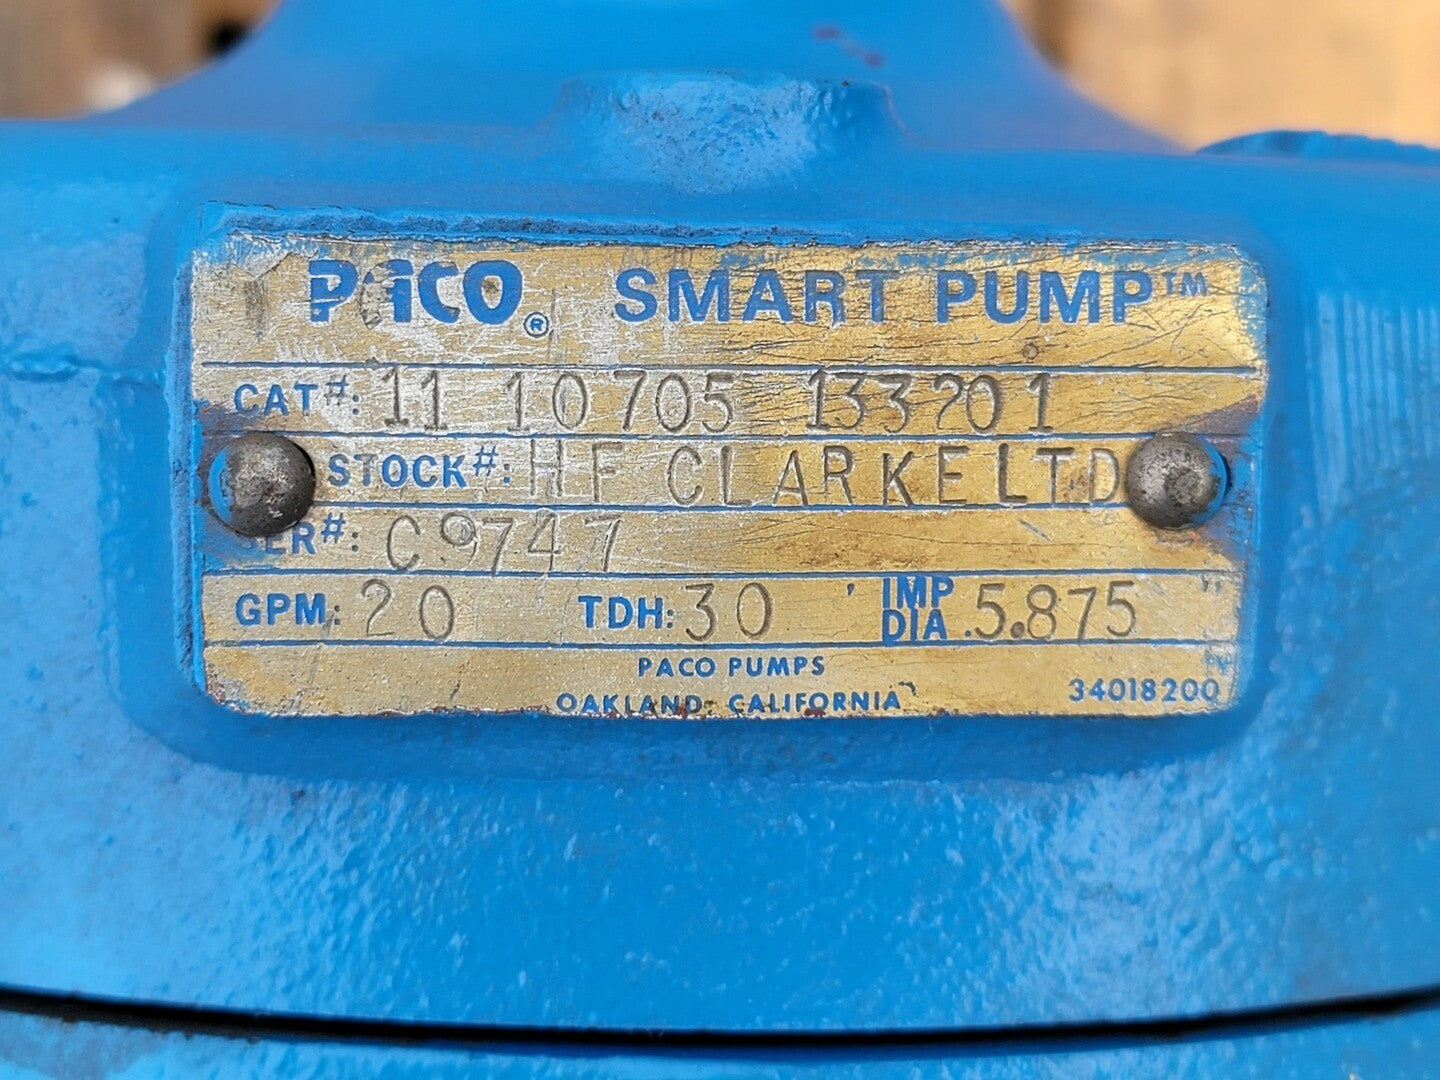 PACO® SMART PUMP™
CAT#: 11 10705 133201
STOCK#: HF CLARKE LTD
SER#: C9747
GPM: 20 TDH: 30 ' IMP DIA. 5.875 "
PACO PUMPS
OAKLAND, CALIFORNIA
34018200